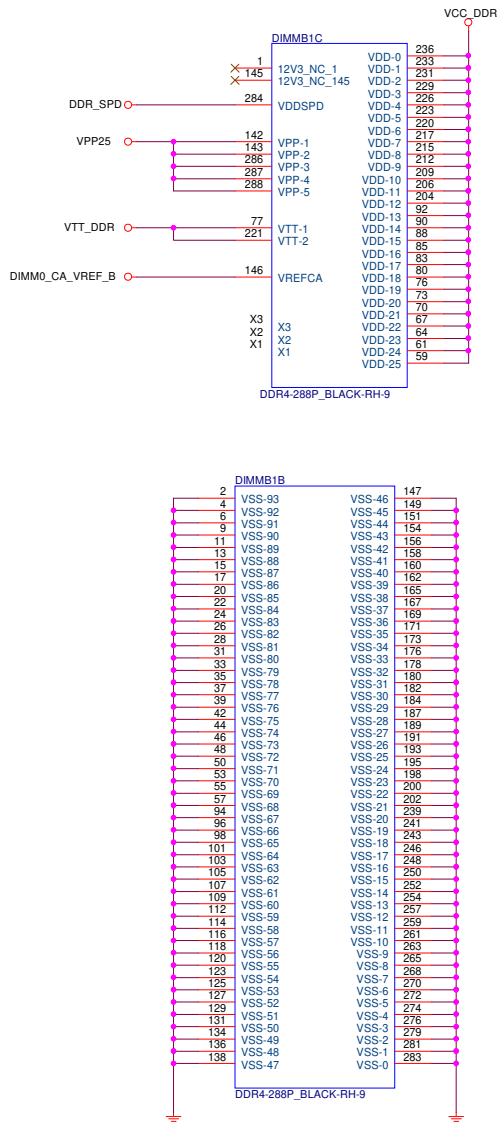 VCC_DDR
DIMMB1C
1 12V3_NC_1 VDD-0 236
145 12V3_NC_145 VDD-1 233
VDD-2 231
VDD-3 229
DDR_SPD 284 VDDSPD VDD-4 226
VDD-5 223
VDD-6 220
VPP25 142 VPP-1 VDD-7 217
143 VPP-2 VDD-8 215
286 VPP-3 VDD-9 212
287 VPP-4 VDD-10 209
288 VPP-5 VDD-11 206
VDD-12 204
VDD-13 92
VTT_DDR 77 VTT-1 VDD-14 90
221 VTT-2 VDD-15 88
VDD-16 85
VDD-17 83
DIMM0_CA_VREF_B 146 VREFCA VDD-18 80
VDD-19 76
VDD-20 73
VDD-21 70
X3 X3 VDD-22 67
X2 X2 VDD-23 64
X1 X1 VDD-24 61
VDD-25 59
DDR4-288P_BLACK-RH-9
DIMMB1B
2 VSS-93 VSS-46 147
4 VSS-92 VSS-45 149
6 VSS-91 VSS-44 151
9 VSS-90 VSS-43 154
11 VSS-89 VSS-42 156
13 VSS-88 VSS-41 158
15 VSS-87 VSS-40 160
17 VSS-86 VSS-39 162
20 VSS-85 VSS-38 165
22 VSS-84 VSS-37 167
24 VSS-83 VSS-36 169
26 VSS-82 VSS-35 171
28 VSS-81 VSS-34 173
31 VSS-80 VSS-33 176
33 VSS-79 VSS-32 178
35 VSS-78 VSS-31 180
37 VSS-77 VSS-30 182
39 VSS-76 VSS-29 184
42 VSS-75 VSS-28 187
44 VSS-74 VSS-27 189
46 VSS-73 VSS-26 191
48 VSS-72 VSS-25 193
50 VSS-71 VSS-24 195
53 VSS-70 VSS-23 198
55 VSS-69 VSS-22 200
57 VSS-68 VSS-21 202
94 VSS-67 VSS-20 239
96 VSS-66 VSS-19 241
98 VSS-65 VSS-18 243
101 VSS-64 VSS-17 246
103 VSS-63 VSS-16 248
105 VSS-62 VSS-15 250
107 VSS-61 VSS-14 252
109 VSS-60 VSS-13 254
112 VSS-59 VSS-12 257
114 VSS-58 VSS-11 259
116 VSS-57 VSS-10 261
118 VSS-56 VSS-9 263
120 VSS-55 VSS-8 265
123 VSS-54 VSS-7 268
125 VSS-53 VSS-6 270
127 VSS-52 VSS-5 272
129 VSS-51 VSS-4 274
131 VSS-50 VSS-3 276
134 VSS-49 VSS-2 279
136 VSS-48 VSS-1 281
138 VSS-47 VSS-0 283
DDR4-288P_BLACK-RH-9